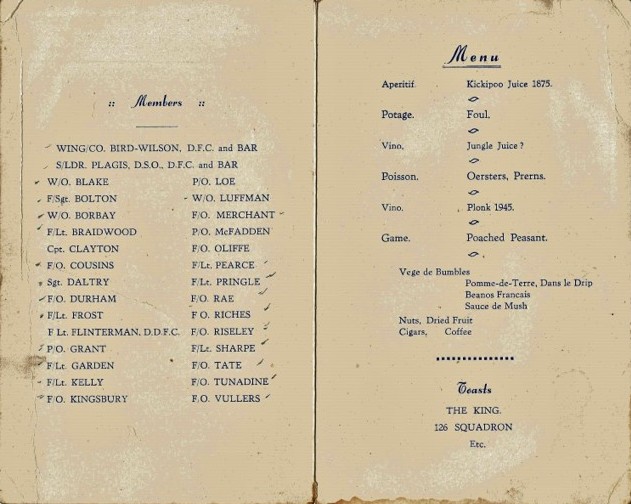 :: Members ::
WING/CO. BIRD-WILSON, D.F.C. and BAR
S/LDR. PLAGIS, D.S.O., D.F.C. and BAR
W/O. BLAKE
F/Sgt. BOLTON
W/O. BORBAY
F/Lt. BRAIDWOOD
Cpt. CLAYTON
F/O. COUSINS
Sgt. DALTRY
F/O. DURHAM
F/Lt. FROST
F Lt. FLINTERMAN, D.D.F.C.
P/O. GRANT
F/Lt. GARDEN
F/Lt. KELLY
F/O. KINGSBURY
P/O. LOE
W/O. LUFFMAN
F/O. MERCHANT
P/O. McFADDEN
F/O. OLIFFE
F/Lt. PEARCE
F/Lt. PRINGLE
F/O. RAE
F O. RICHES
F/O. RISELEY
F/Lt. SHARPE
F/O. TATE
F/O. TUNADINE
F/O. VULLERS
Menu
Aperitif Kickipoo Juice 1875.
Potage. Foul.
Vino. Jungle Juice ?
Poisson. Oersters, Prerns.
Vino. Plonk 1945.
Game. Poached Peasant.
Vege de Bumbles
Pomme-de-Terre, Dans le Drip
Beanos Francais
Sauce de Mush
Nuts, Dried Fruit
Cigars, Coffee
Toasts
THE KING.
126 SQUADRON
Etc.